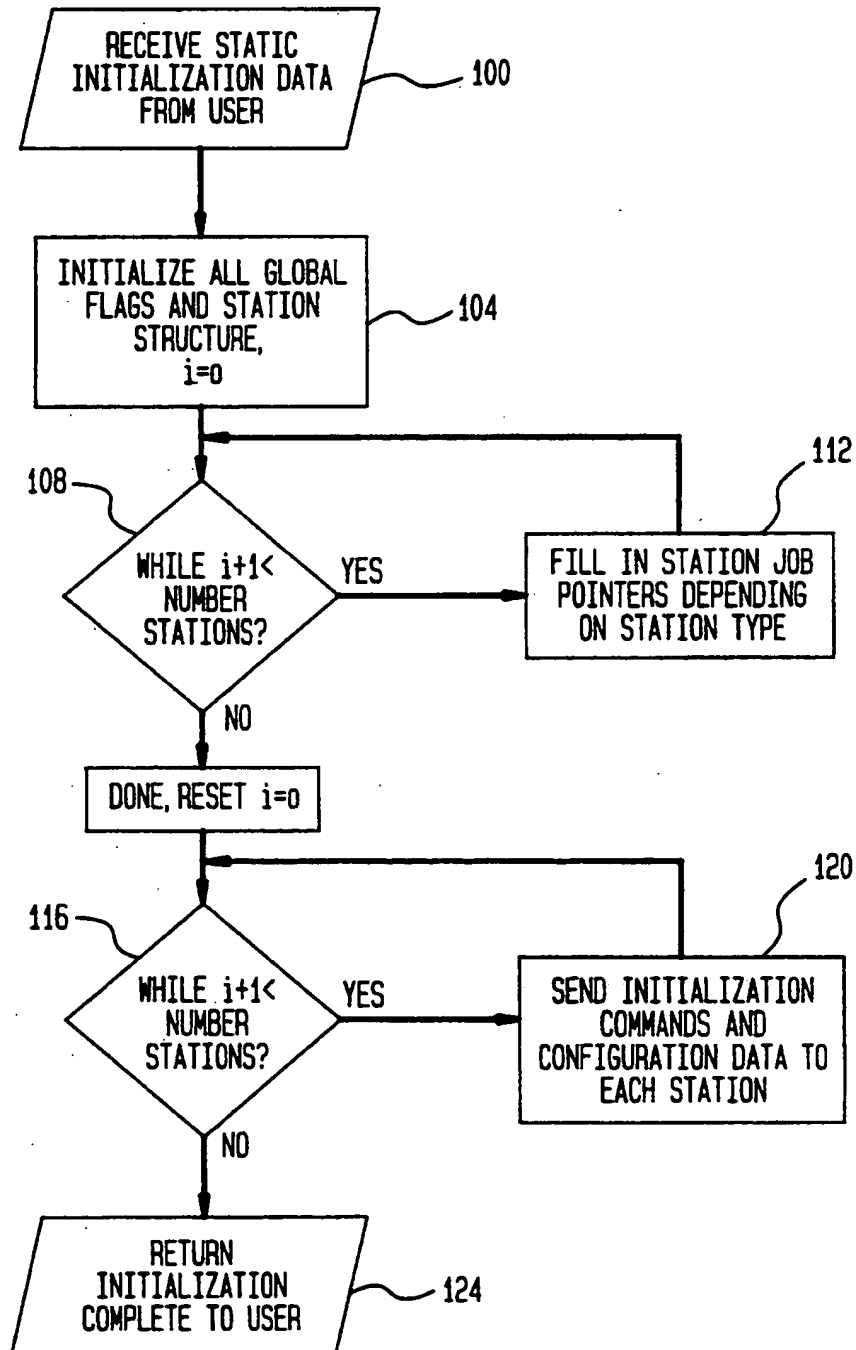 RECEIVE STATIC
INITIALIZATION DATA
FROM USER
100
INITIALIZE ALL GLOBAL
FLAGS AND STATION
STRUCTURE,
i=0
104
108
WHILE i+1<
NUMBER
STATIONS?
YES
112
FILL IN STATION JOB
POINTERS DEPENDING
ON STATION TYPE
NO
DONE, RESET i=0
116
WHILE i+1<
NUMBER
STATIONS?
YES
120
SEND INITIALIZATION
COMMANDS AND
CONFIGURATION DATA TO
EACH STATION
NO
RETURN
INITIALIZATION
COMPLETE TO USER
124